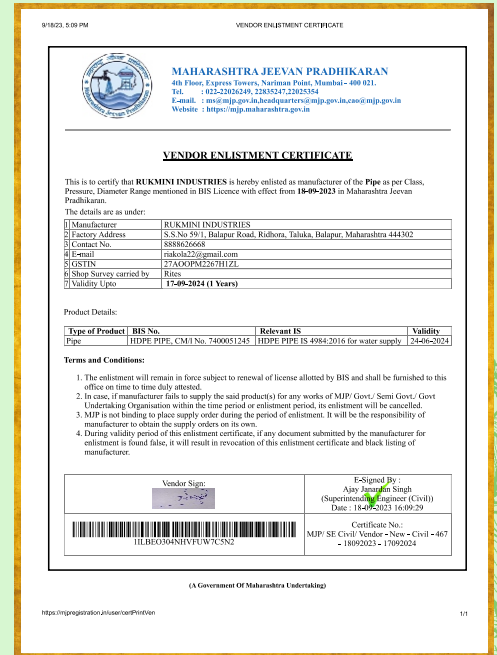 9/18/23, 5:09 PM VENDOR ENLISTMENT CERTIFICATE
MAHARASHTRA JEEVAN PRADHIKARAN
4th Floor, Express Towers, Nariman Point, Mumbai - 400 021.
Tel. : 022-22026249, 22835247,22025354
E-mail. : ms@mjp.gov.in,headquarters@mjp.gov.in,cao@mjp.gov.in
Website : https://mjp.maharashtra.gov.in
VENDOR ENLISTMENT CERTIFICATE
This is to certify that RUKMINI INDUSTRIES is hereby enlisted as manufacturer of the Pipe as per Class,
Pressure, Diameter Range mentioned in BIS Licence with effect from 18-09-2023 in Maharashtra Jeevan
Pradhikaran.
The details are as under:
1 Manufacturer RUKMINI INDUSTRIES
2 Factory Address S.S.No 59/1, Balapur Road, Ridhora, Taluka, Balapur, Maharashtra 444302
3 Contact No. 8888626668
4 E-mail riakola22@gmail.com
5 GSTIN 27AOOPM2267H1ZL
6 Shop Survey carried by Rites
7 Validity Upto 17-09-2024 (1 Years)
Product Details:
Type of Product BIS No. Relevant IS Validity
Pipe HDPE PIPE, CM/l No. 7400051245 HDPE PIPE IS 4984:2016 for water supply 24-06-2024
Terms and Conditions:
1. The enlistment will remain in force subject to renewal of license allotted by BIS and shall be furnished to this
office on time to time duly attested.
2. In case, if manufacturer fails to supply the said product(s) for any works of MJP/ Govt./ Semi Govt./ Govt
Undertaking Organisation within the time period or enlistment period, its enlistment will be cancelled.
3. MJP is not binding to place supply order during the period of enlistment. It will be the responsibility of
manufacturer to obtain the supply orders on its own.
4. During validity period of this enlistment certificate, if any document submitted by the manufacturer for
enlistment is found false, it will result in revocation of this enlistment certificate and black listing of
manufacturer.
Vendor Sign:
E-Signed By :
Ajay Janardan Singh
(Superintending Engineer (Civil))
Date : 18-09-2023 16:09:29
1ILBEO304NHVFUW7C5N2
Certificate No.:
MJP/ SE Civil/ Vendor - New - Civil - 467
- 18092023 - 17092024
(A Government Of Maharashtra Undertaking)
https://mjpregistration.in/user/certPrintVen 1/1